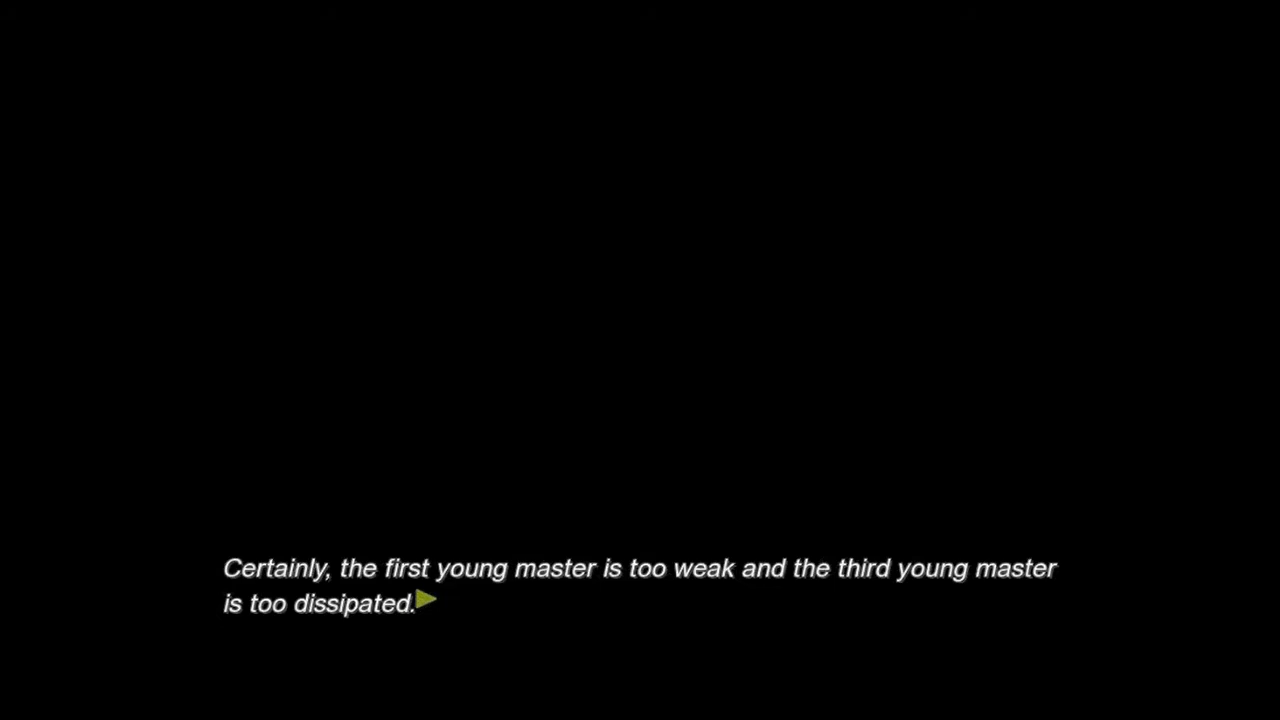 Certainly, the first young master is too weak and the third young master
is too dissipated.